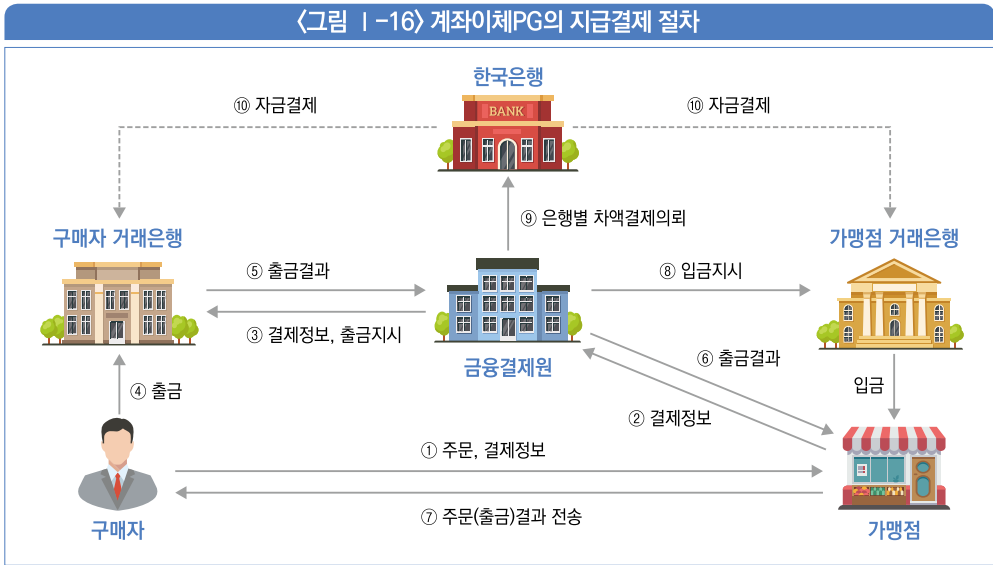 〈그림 Ⅰ-16〉 계좌이체PG의 지급결제 절차
한국은행
⑩ 자금결제
⑩ 자금결제
BANK
⑨ 은행별 차액결제의뢰
구매자 거래은행
가맹점 거래은행
⑤ 출금결과
⑧ 입금지시
③ 결제정보, 출금지시
금융결제원
⑥ 출금결과
④ 출금
입금
② 결제정보
① 주문, 결제정보
⑦ 주문(출금)결과 전송
구매자
가맹점